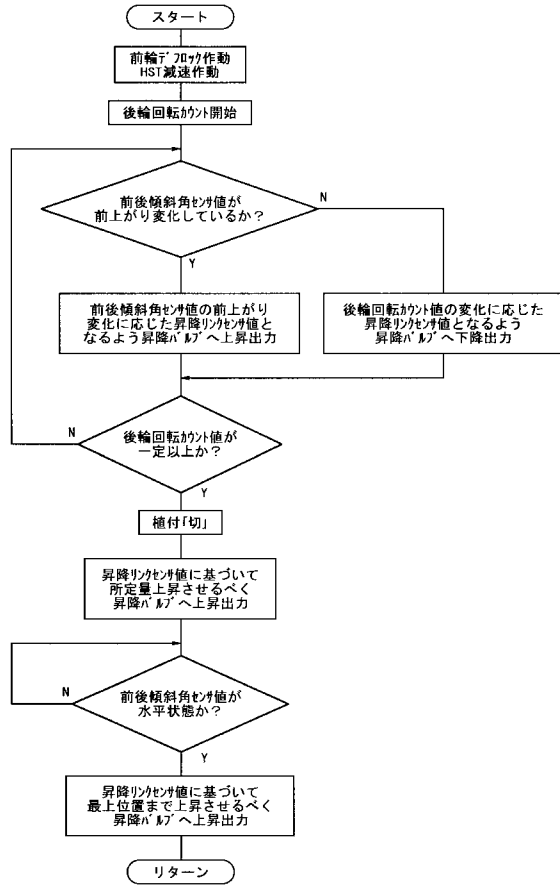 スタート
前輪デフロック作動
HST減速作動
後輪回転ｶｳﾝﾄ開始
前後傾斜角ｾﾝｻ値が
前上がり変化しているか？
N
Y
前後傾斜角ｾﾝｻ値の前上がり
変化に応じた昇降ﾘﾝｸｾﾝｻ値と
なるよう昇降ﾊﾞﾙﾌﾞへ上昇出力
後輪回転ｶｳﾝﾄ値の変化に応じた
昇降ﾘﾝｸｾﾝｻ値となるよう
昇降ﾊﾞﾙﾌﾞへ下降出力
後輪回転ｶｳﾝﾄ値が
一定以上か？
N
Y
植付「切」
昇降ﾘﾝｸｾﾝｻ値に基づいて
所定量上昇させるべく
昇降ﾊﾞﾙﾌﾞへ上昇出力
前後傾斜角ｾﾝｻ値が
水平状態か？
N
Y
昇降ﾘﾝｸｾﾝｻ値に基づいて
最上位置まで上昇させるべく
昇降ﾊﾞﾙﾌﾞへ上昇出力
リターン